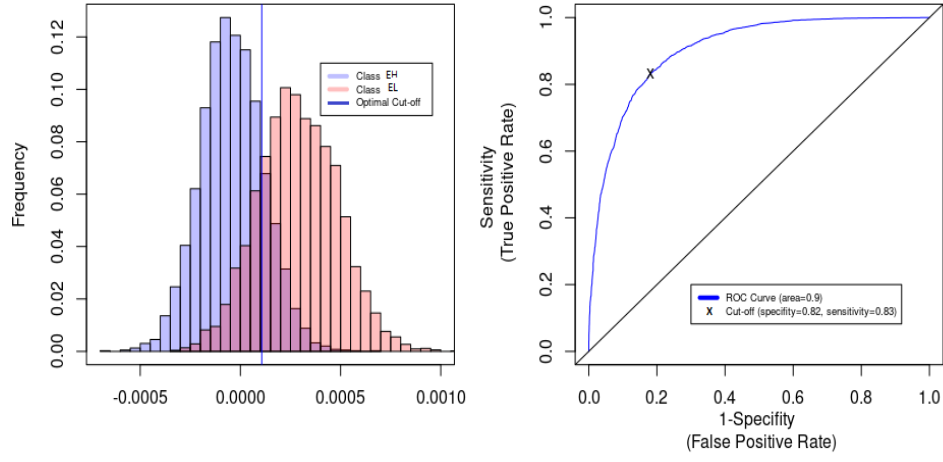 Frequency
0.00 0.02 0.04 0.06 0.08 0.10 0.12
-0.0005 0.0000 0.0005 0.0010
Class EH
Class EL
Optimal Cut-off
Sensitivity
(True Positive Rate)
0.0 0.2 0.4 0.6 0.8 1.0
X
ROC Curve (area=0.9)
X Cut-off (specifity=0.82, sensitivity=0.83)
0.0 0.2 0.4 0.6 0.8 1.0
1-Specifity
(False Positive Rate)